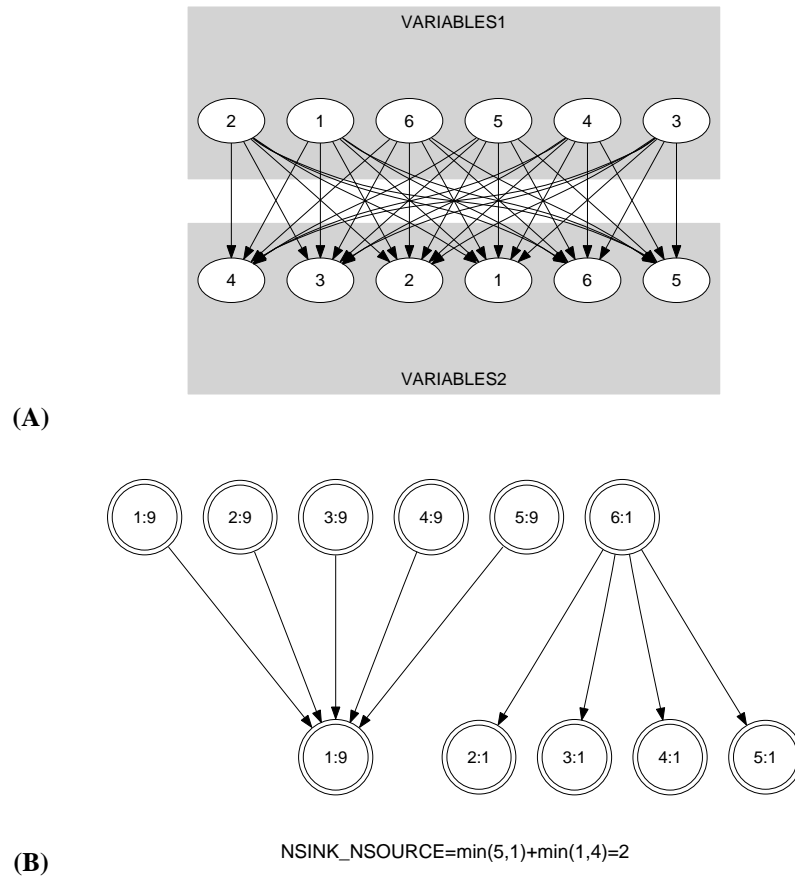 VARIABLES1
2 1 6 5 4 3
4 3 2 1 6 5
VARIABLES2
(A)
1:9 2:9 3:9 4:9 5:9 6:1
1:9 2:1 3:1 4:1 5:1
(B) NSINK_NSOURCE=min(5,1)+min(1,4)=2